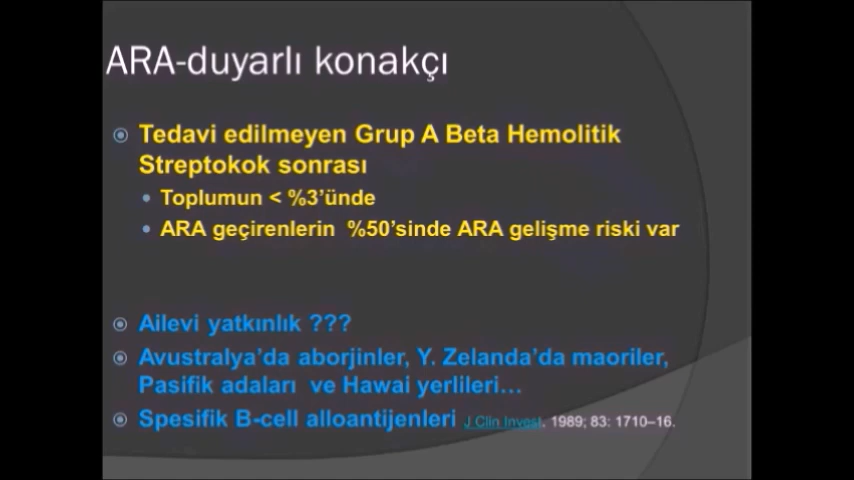 ARA-duyarlı konakçı
Tedavi edilmeyen Grup A Beta Hemolitik
Streptokok sonrası
Toplumun < %3’ünde
ARA geçirenlerin %50’sinde ARA gelişme riski var
Ailevi yatkınlık ???
Avustralya’da aborjinler, Y. Zelanda’da maoriler,
Pasifik adaları ve Hawai yerlileri…
Spesifik B-cell alloantijenleri J Clin Invest. 1989; 83: 1710–16.